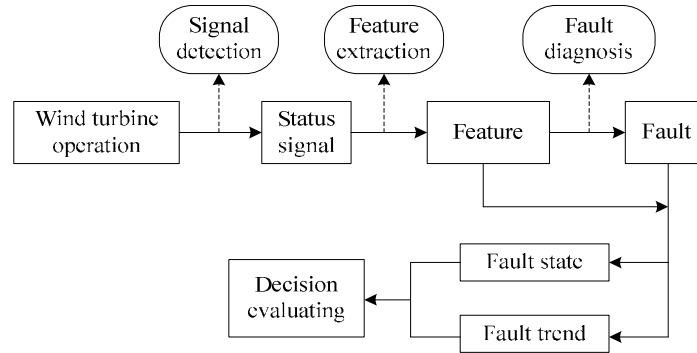 Signal
detection
Feature
extraction
Fault
diagnosis
Wind turbine
operation
Status
signal
Feature
Fault
Fault state
Decision
evaluating
Fault trend